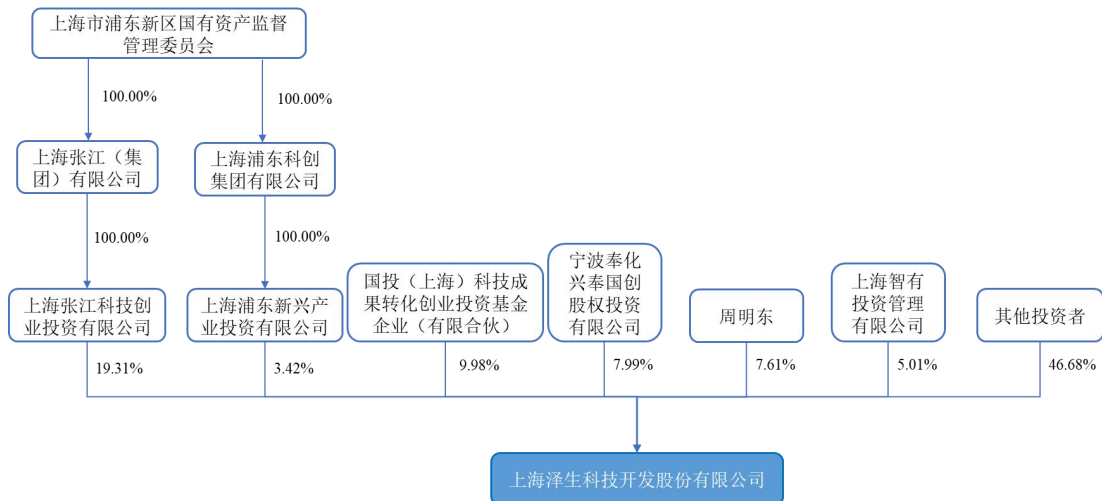 上海市浦东新区国有资产监督
管理委员会
100.00%
100.00%
上海张江（集
团）有限公司
上海浦东科创
集团有限公司
100.00%
100.00%
上海张江科技创
业投资有限公司
上海浦东新兴产
业投资有限公司
国投（上海）科技成
果转化创业投资基金
企业（有限合伙）
宁波奉化
兴奉国创
股权投资
有限公司
周明东
上海智有
投资管理
有限公司
其他投资者
19.31%
3.42%
9.98%
7.99%
7.61%
5.01%
46.68%
上海泽生科技开发股份有限公司